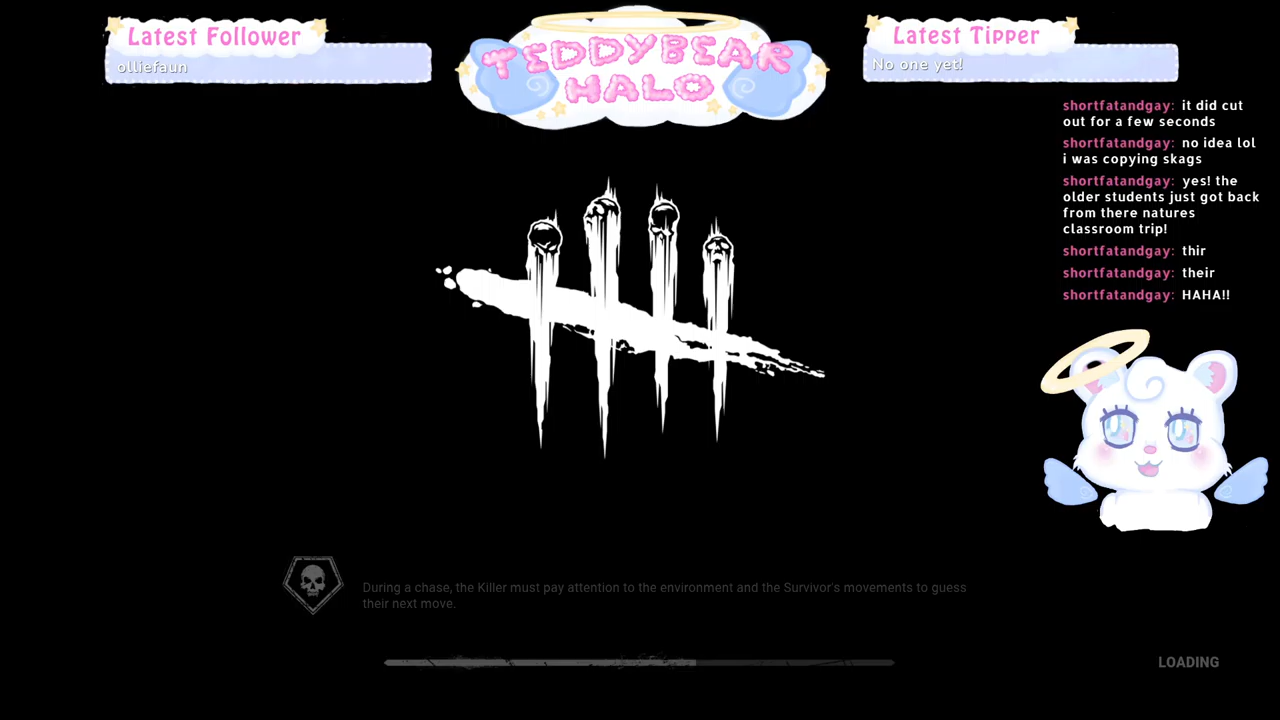 Latest Follower
olliefaun
TEDDYBEAR
HALO
Latest Tipper
No one yet!
shortfatandgay: it did cut
out for a few seconds
shortfatandgay: no idea lol
i was copying skags
shortfatandgay: yes! the
older students just got back
from there natures
classroom trip!
shortfatandgay: thir
shortfatandgay: their
shortfatandgay: HAHA!!
During a chase, the Killer must pay attention to the environment and the Survivor's movements to guess
their next move.
LOADING